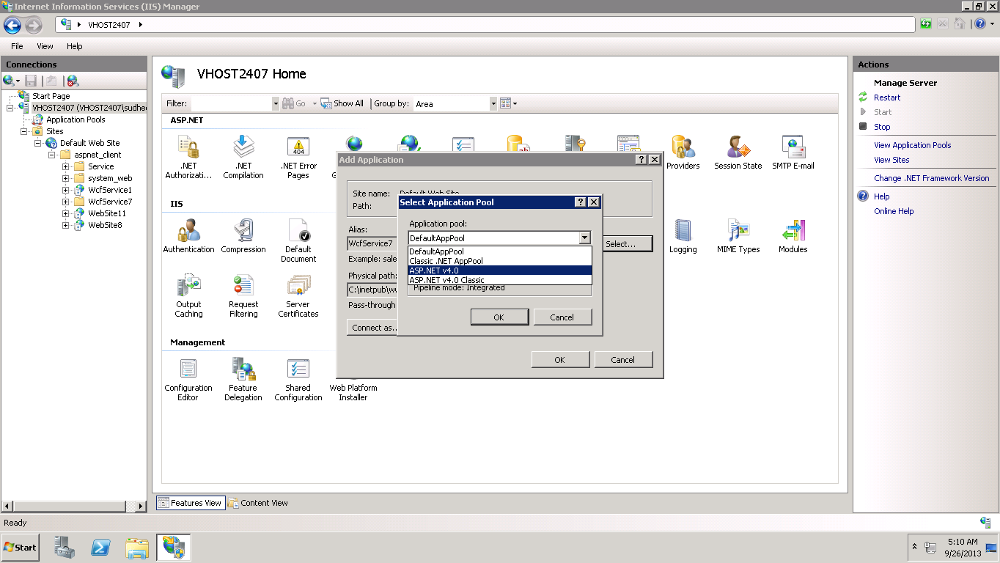 Internet Information Services (IIS) Manager
VHOST2407
File View Help
Connections
Start Page
VHOST2407 (VHOST2407\sudhee
Application Pools
Sites
Default Web Site
aspnet_client
Service
system_web
WcfService1
WcfService7
WebSite11
WebSite8
VHOST2407 Home
Filter: Go Show All Group by: Area
ASP.NET
.NET Authorizati...
.NET Compilation
404
.NET Error Pages
Providers
Session State
SMTP E-mail
IIS
Authentication
Compression
Default Document
Logging
MIME Types
Modules
Output Caching
Request Filtering
Server Certificates
Management
Configuration Editor
Feature Delegation
Shared Configuration
Web Platform Installer
Add Application
Site name: Default Web Site
Path:
Alias:
WcfService7
Select...
Example: sale
Physical path:
C:\inetpub\wv
Pass-through
Connect as..
OK Cancel
Select Application Pool
Application pool:
DefaultAppPool
DefaultAppPool
Classic .NET AppPool
ASP.NET v4.0
ASP.NET v4.0 Classic
Pipeline mode: Integrated
OK Cancel
Actions
Manage Server
Restart
Start
Stop
View Application Pools
View Sites
Change .NET Framework Version
Help
Online Help
Features View Content View
Ready
Start
5:10 AM
9/26/2013